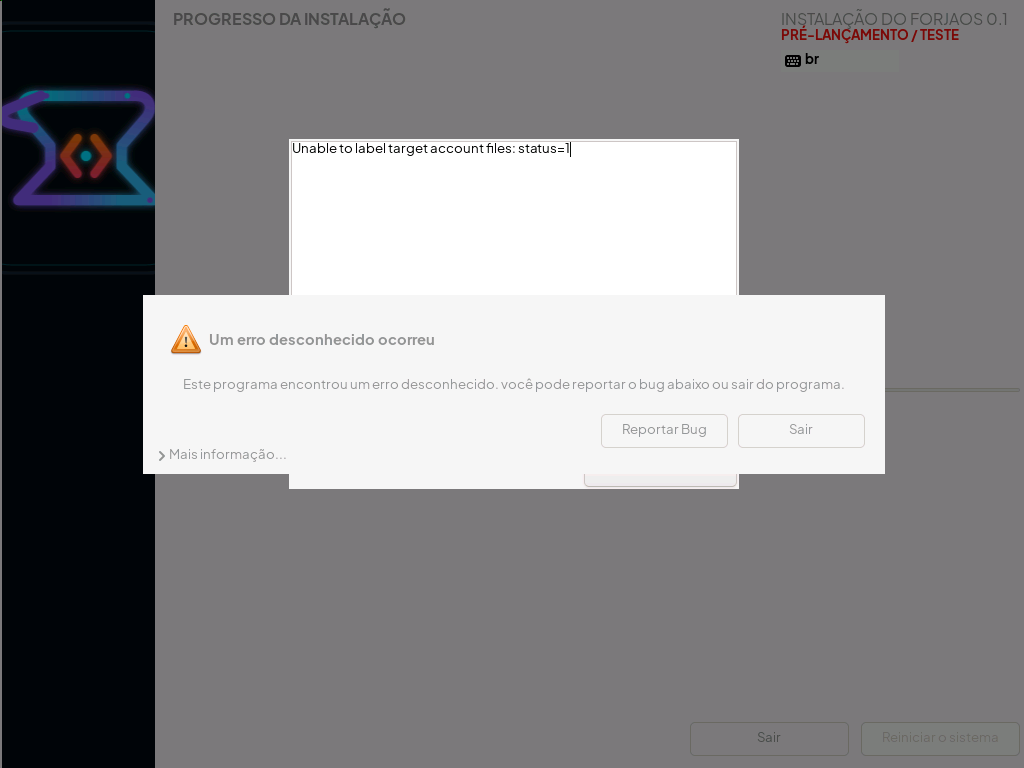 PROGRESSO DA INSTALAÇÃO
INSTALAÇÃO DO FORJAOS 0.1
PRÉ-LANÇAMENTO / TESTE
br
Unable to label target account files: status=1
Um erro desconhecido ocorreu
Este programa encontrou um erro desconhecido. você pode reportar o bug abaixo ou sair do programa.
Reportar Bug
Sair
Mais informação...
Sair
Reiniciar o sistema